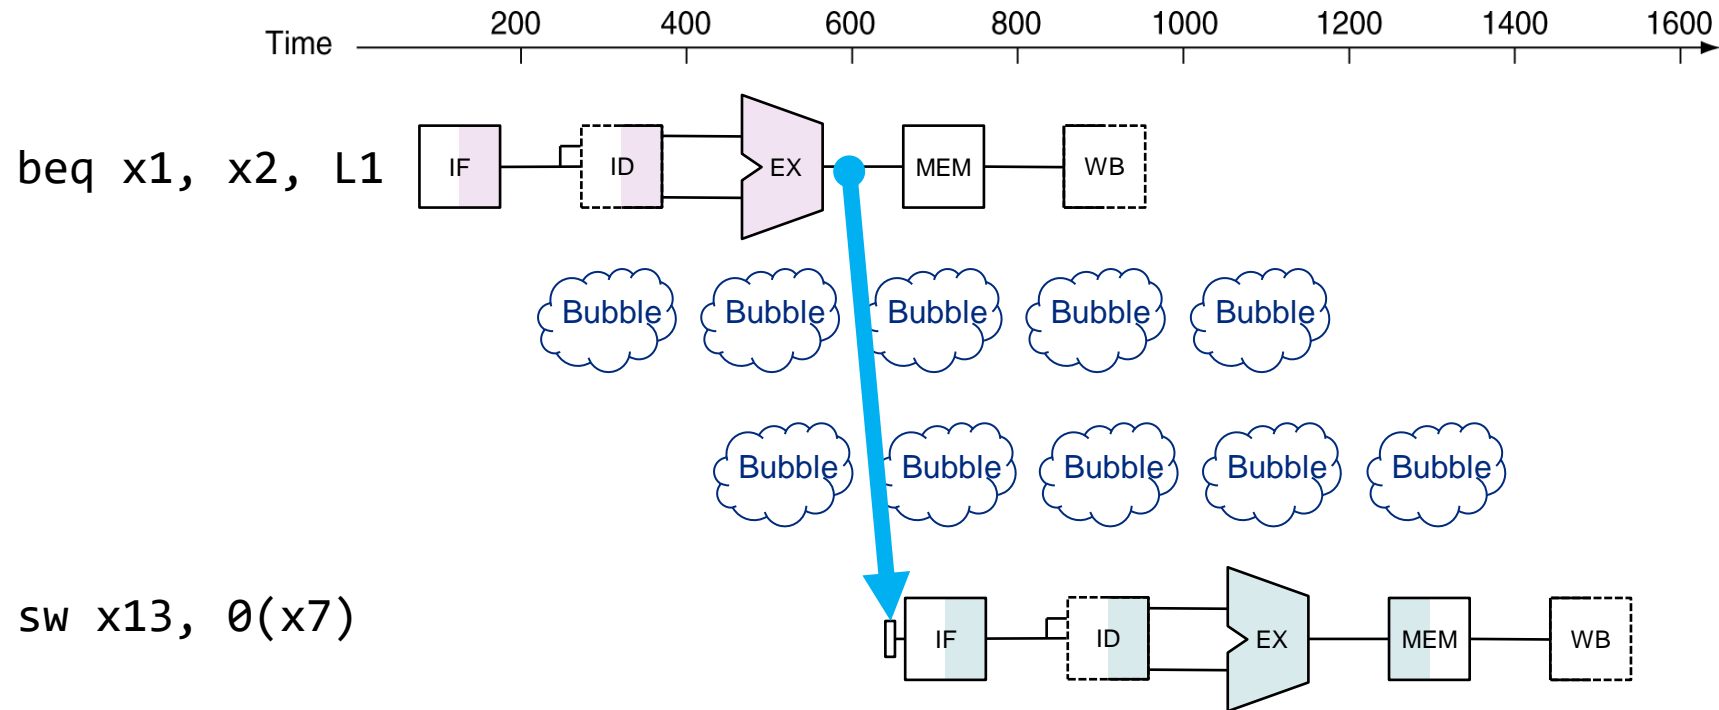 Time 200 400 600 800 1000 1200 1400 1600
beq x1, x2, L1 IF ID EX MEM WB
Bubble Bubble Bubble Bubble Bubble
Bubble Bubble Bubble Bubble Bubble
sw x13, 0(x7) IF ID EX MEM WB